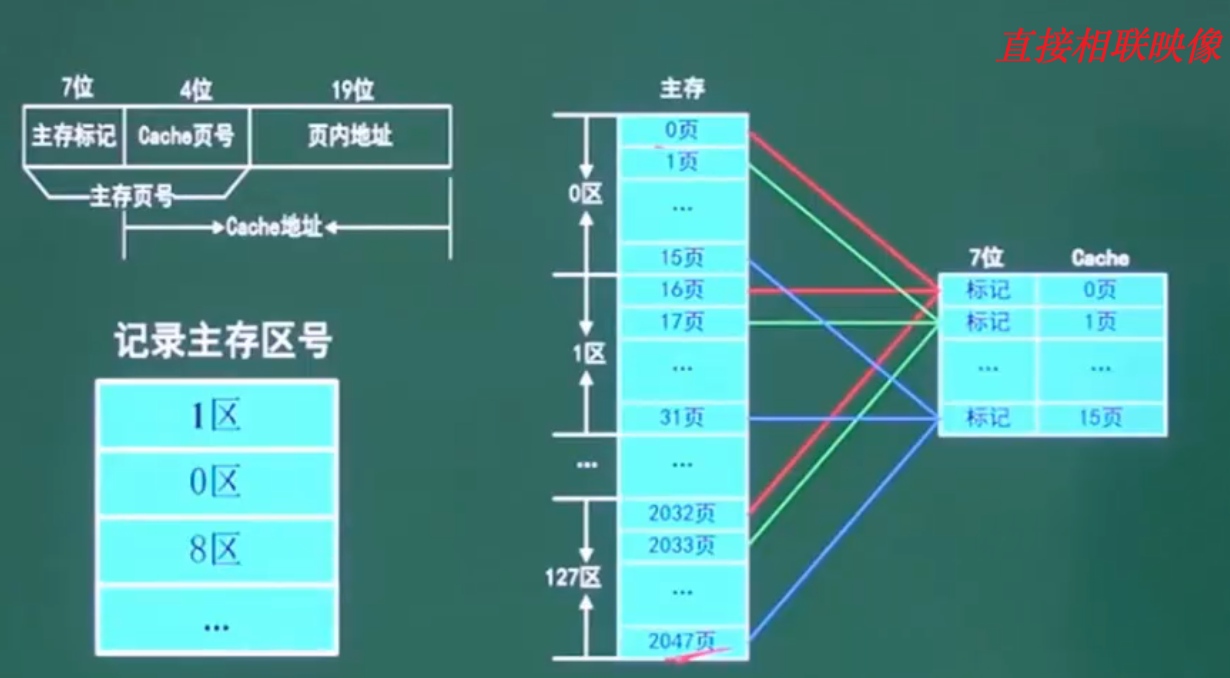 直接相联映像
7位 4位 19位
主存标记 Cache页号 页内地址
主存页号
Cache地址
记录主存区号
1区
0区
8区
...
主存
0页
1页
...
15页
16页
17页
...
31页
...
2032页
2033页
...
2047页
0区
1区
...
127区
7位 Cache
标记 0页
标记 1页
... ...
标记 15页